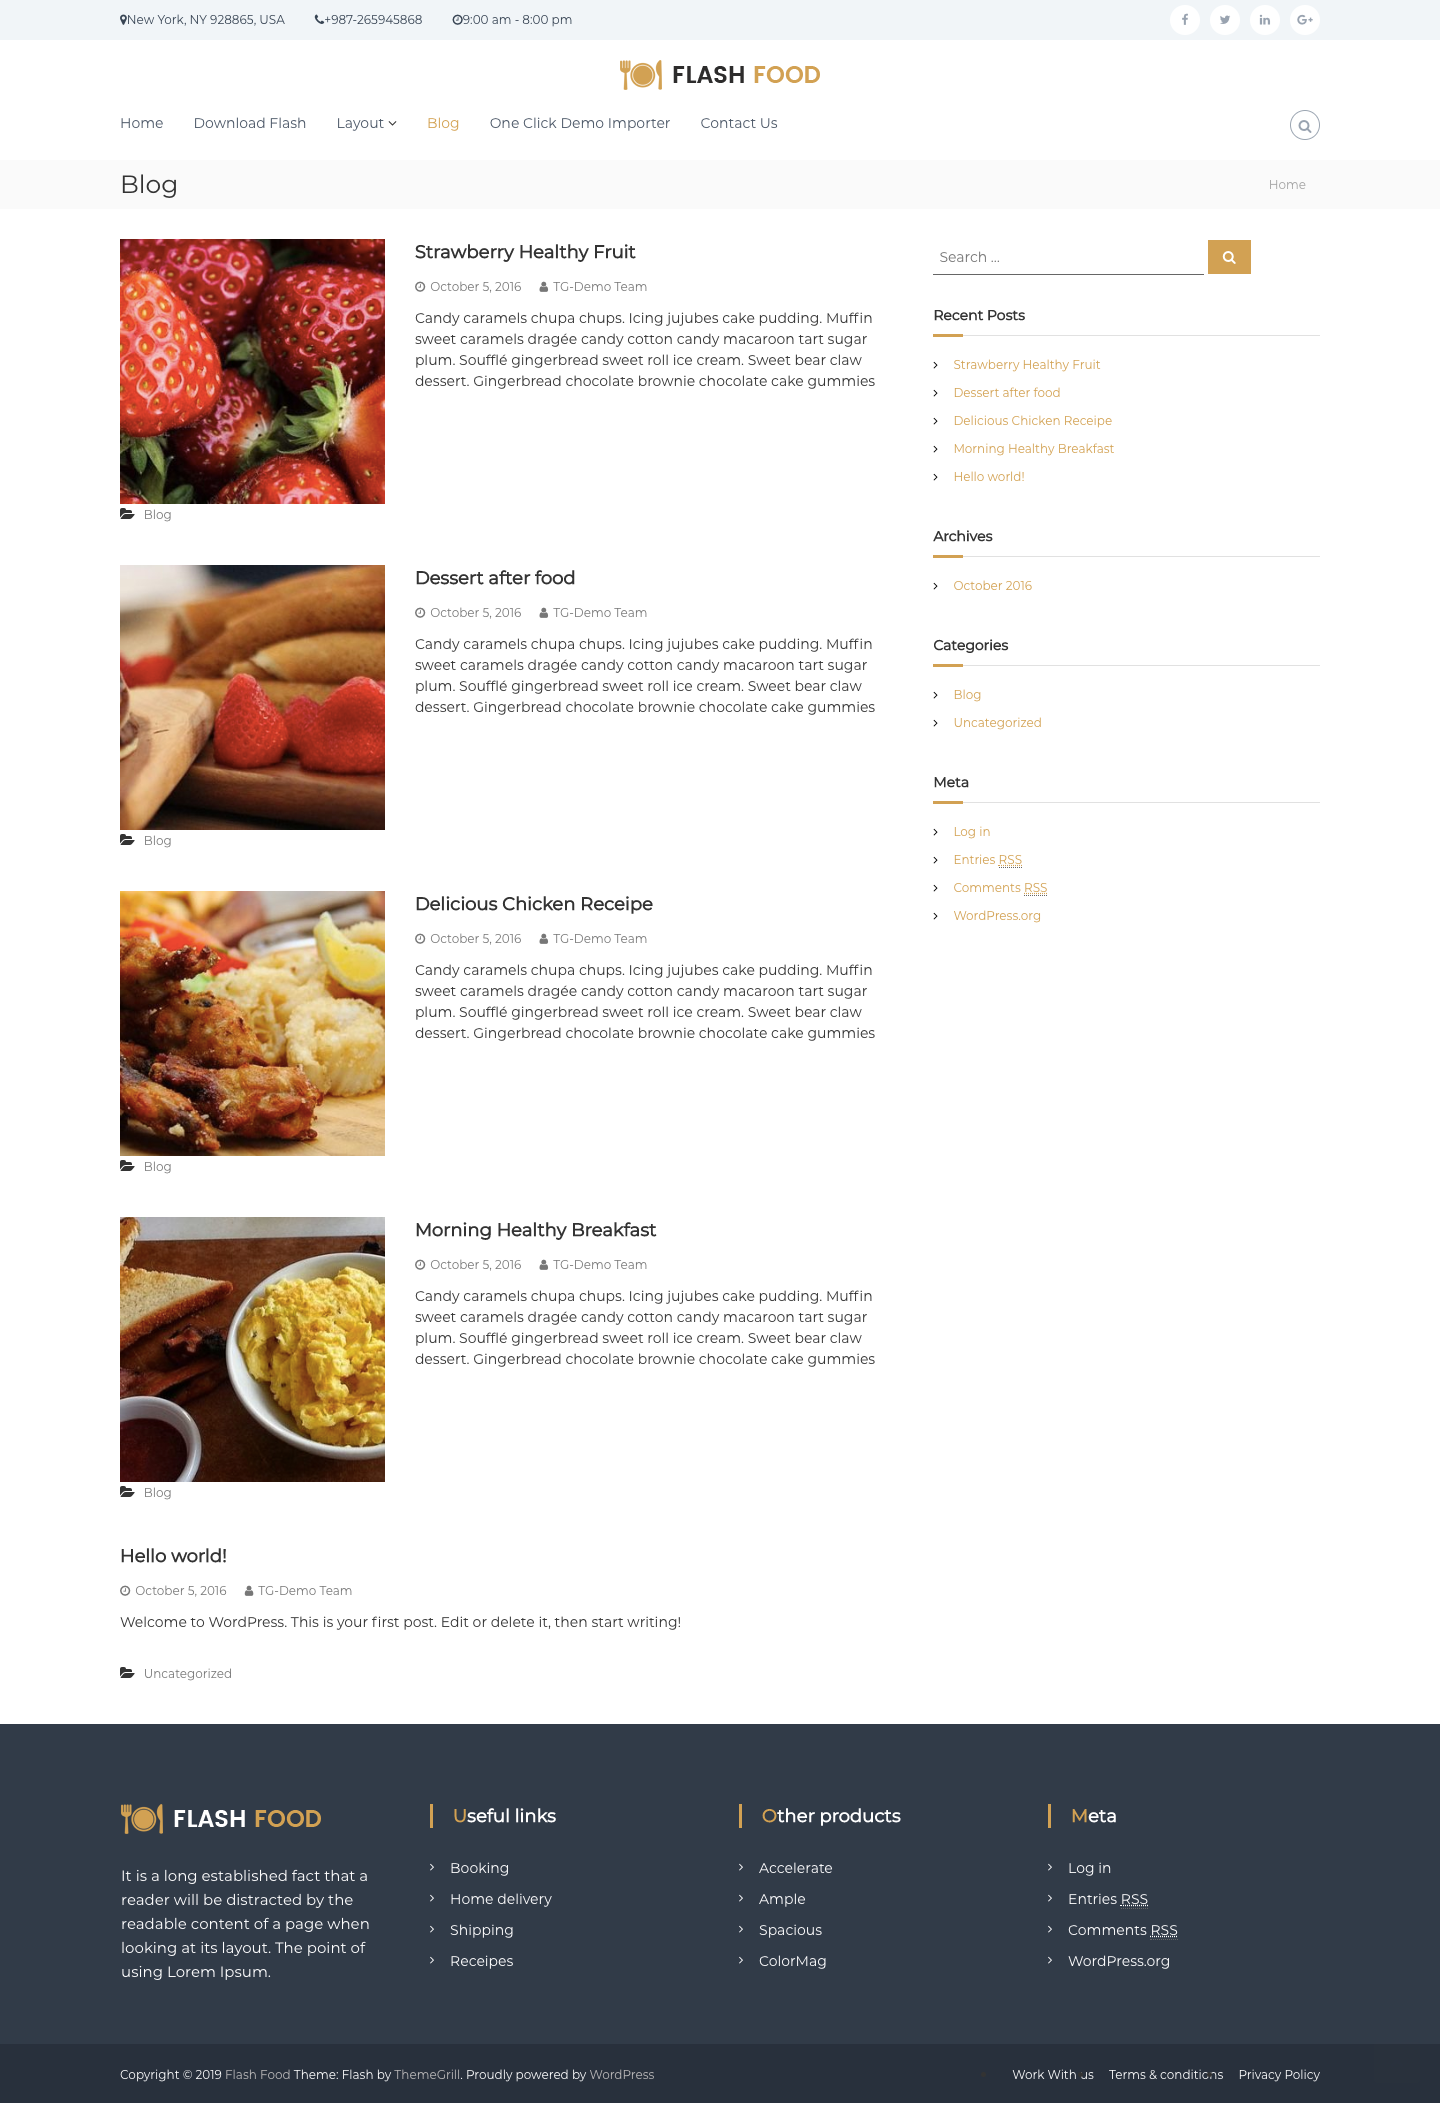 New York, NY 928865, USA +987-265945868 9:00 am - 8:00 pm
FLASH FOOD
Home Download Flash Layout Blog One Click Demo Importer Contact Us
Blog Home
Strawberry Healthy Fruit
October 5, 2016 TG-Demo Team
Candy caramels chupa chups. Icing jujubes cake pudding. Muffin
sweet caramels dragée candy cotton candy macaroon tart sugar
plum. Soufflé gingerbread sweet roll ice cream. Sweet bear claw
dessert. Gingerbread chocolate brownie chocolate cake gummies
Blog
Dessert after food
October 5, 2016 TG-Demo Team
Candy caramels chupa chups. Icing jujubes cake pudding. Muffin
sweet caramels dragée candy cotton candy macaroon tart sugar
plum. Soufflé gingerbread sweet roll ice cream. Sweet bear claw
dessert. Gingerbread chocolate brownie chocolate cake gummies
Blog
Delicious Chicken Receipe
October 5, 2016 TG-Demo Team
Candy caramels chupa chups. Icing jujubes cake pudding. Muffin
sweet caramels dragée candy cotton candy macaroon tart sugar
plum. Soufflé gingerbread sweet roll ice cream. Sweet bear claw
dessert. Gingerbread chocolate brownie chocolate cake gummies
Blog
Morning Healthy Breakfast
October 5, 2016 TG-Demo Team
Candy caramels chupa chups. Icing jujubes cake pudding. Muffin
sweet caramels dragée candy cotton candy macaroon tart sugar
plum. Soufflé gingerbread sweet roll ice cream. Sweet bear claw
dessert. Gingerbread chocolate brownie chocolate cake gummies
Blog
Hello world!
October 5, 2016 TG-Demo Team
Welcome to WordPress. This is your first post. Edit or delete it, then start writing!
Uncategorized
Search ...
Recent Posts
Strawberry Healthy Fruit
Dessert after food
Delicious Chicken Receipe
Morning Healthy Breakfast
Hello world!
Archives
October 2016
Categories
Blog
Uncategorized
Meta
Log in
Entries RSS
Comments RSS
WordPress.org
FLASH FOOD
It is a long established fact that a
reader will be distracted by the
readable content of a page when
looking at its layout. The point of
using Lorem Ipsum.
Useful links
Booking
Home delivery
Shipping
Receipes
Other products
Accelerate
Ample
Spacious
ColorMag
Meta
Log in
Entries RSS
Comments RSS
WordPress.org
Copyright © 2019 Flash Food Theme: Flash by ThemeGrill. Proudly powered by WordPress
Work With us Terms & conditions Privacy Policy